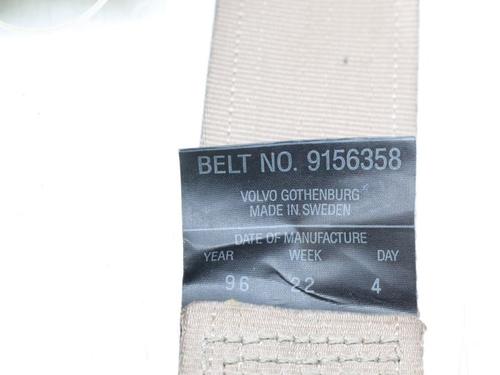 BELT NO. 9156358
VOLVO GOTHENBURG
MADE IN SWEDEN
DATE OF MANUFACTURE
YEAR WEEK DAY
96 22 4